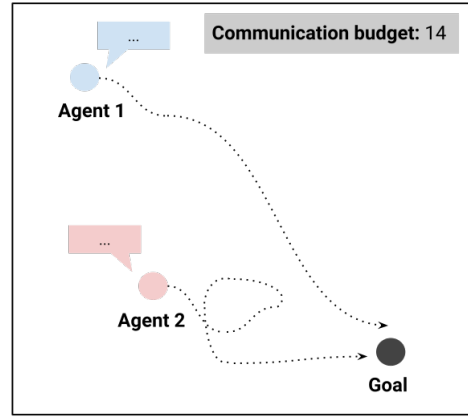 ...
Communication budget: 14
Agent 1
...
Agent 2
Goal